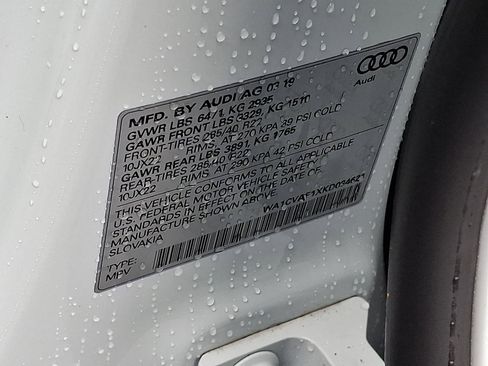 MFD. BY AUDI AG 03 19
GVWR LBS 6471 KG 2935
GAWR FRONT LBS 3329, KG 1510
FRONT-TIRES 285/40 R22
10JX22 RIMS, AT 270 KPA 39 PSI COLD
GAWR REAR LBS 3891, KG 1765
REAR-TIRES 285/40 R22
10JX22 RIMS, AT 290 KPA 42 PSI COLD
THIS VEHICLE CONFORMS TO ALL APPLICABLE
U.S. FEDERAL MOTOR VEHICLE SAFETY
STANDARDS IN EFFECT ON THE DATE OF
MANUFACTURE SHOWN ABOVE.
SLOVAKIA
TYPE:
MPV
Audi